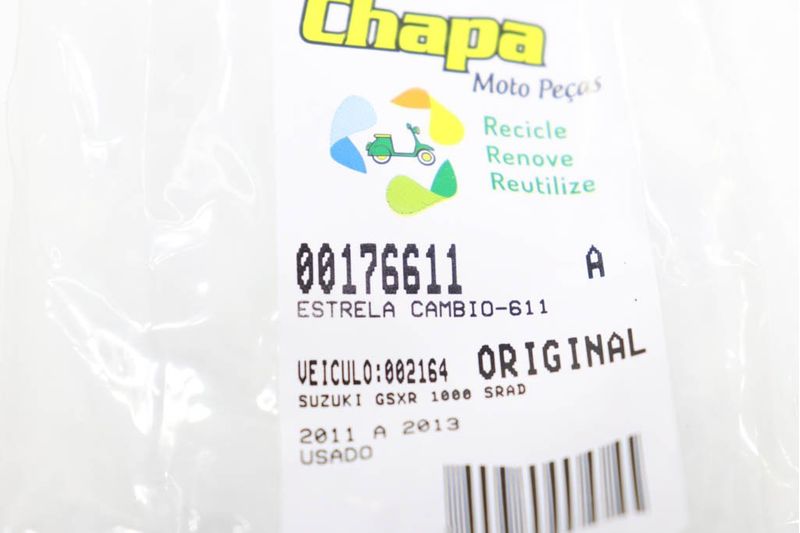 Chapa
Moto Peças
Recicle
Renove
Reutilize
00176611 A
ESTRELA CAMBIO-611
VEICULO:002164 ORIGINAL
SUZUKI GSXR 1000 SRAD
2011 A 2013
USADO